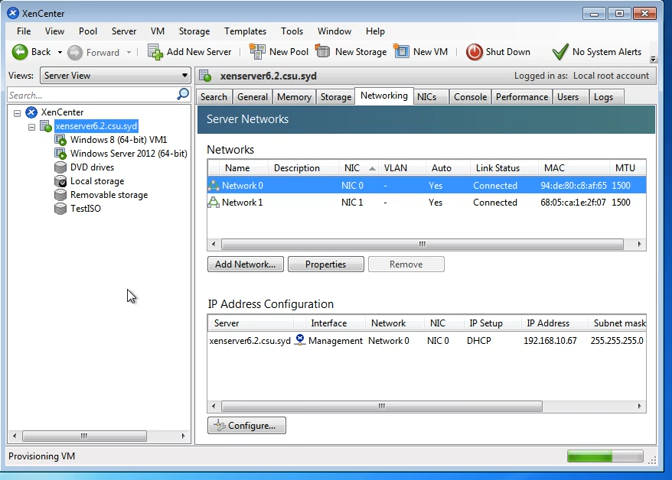 XenCenter
File View Pool Server VM Storage Templates Tools Window Help
Back Forward Add New Server New Pool New Storage New VM Shut Down No System Alerts
Views: Server View xenserver6.2.csu.syd Logged in as: Local root account
Search... Search General Memory Storage Networking NICs Console Performance Users Logs
XenCenter
xenserver6.2.csu.syd
Windows 8 (64-bit) VM1
Windows Server 2012 (64-bit)
DVD drives
Local storage
Removable storage
TestISO
Server Networks
Networks
Name Description NIC VLAN Auto Link Status MAC MTU
Network 0 NIC 0 - Yes Connected 94:de:80:c8:af:65 1500
Network 1 NIC 1 - Yes Connected 68:05:ca:1e:2f:07 1500
Add Network... Properties Remove
IP Address Configuration
Server Interface Network NIC IP Setup IP Address Subnet mask
xenserver6.2.csu.syd Management Network 0 NIC 0 DHCP 192.168.10.67 255.255.255.0
Configure...
Provisioning VM